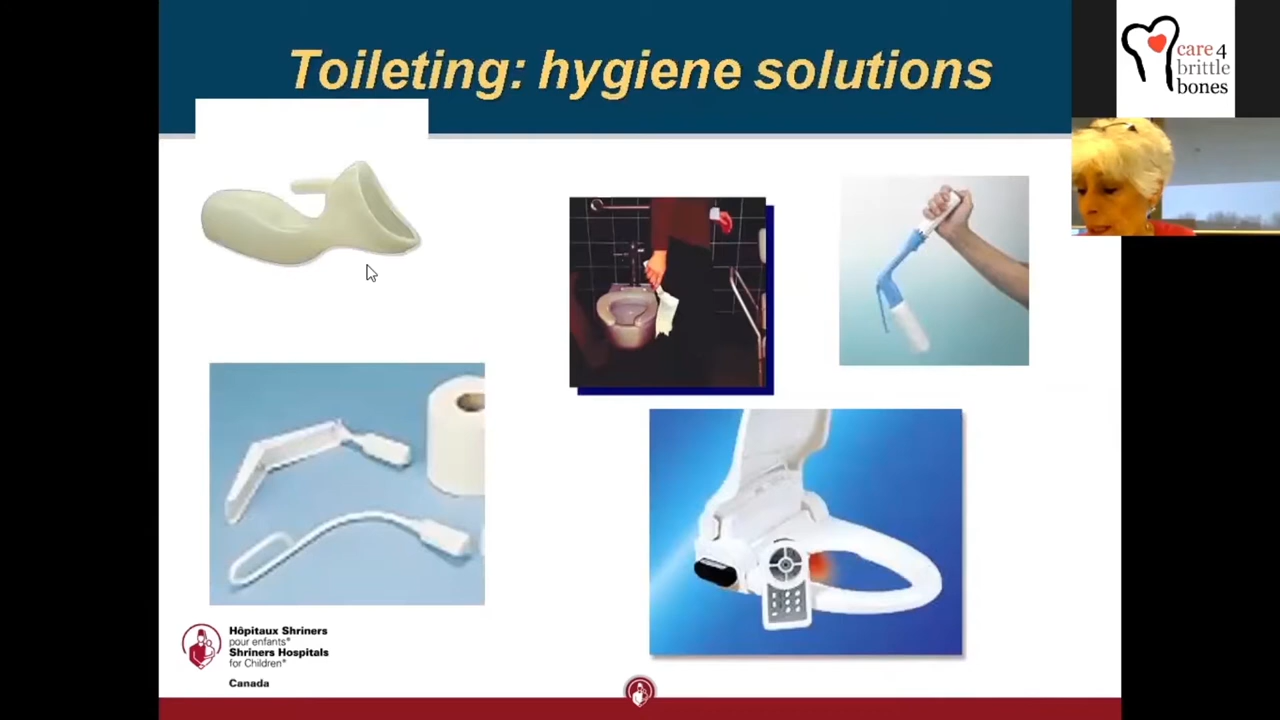 Toileting: hygiene solutions
care 4
brittle
bones
Hôpitaux Shriners
pour enfants®
Shriners Hospitals
for Children®
Canada